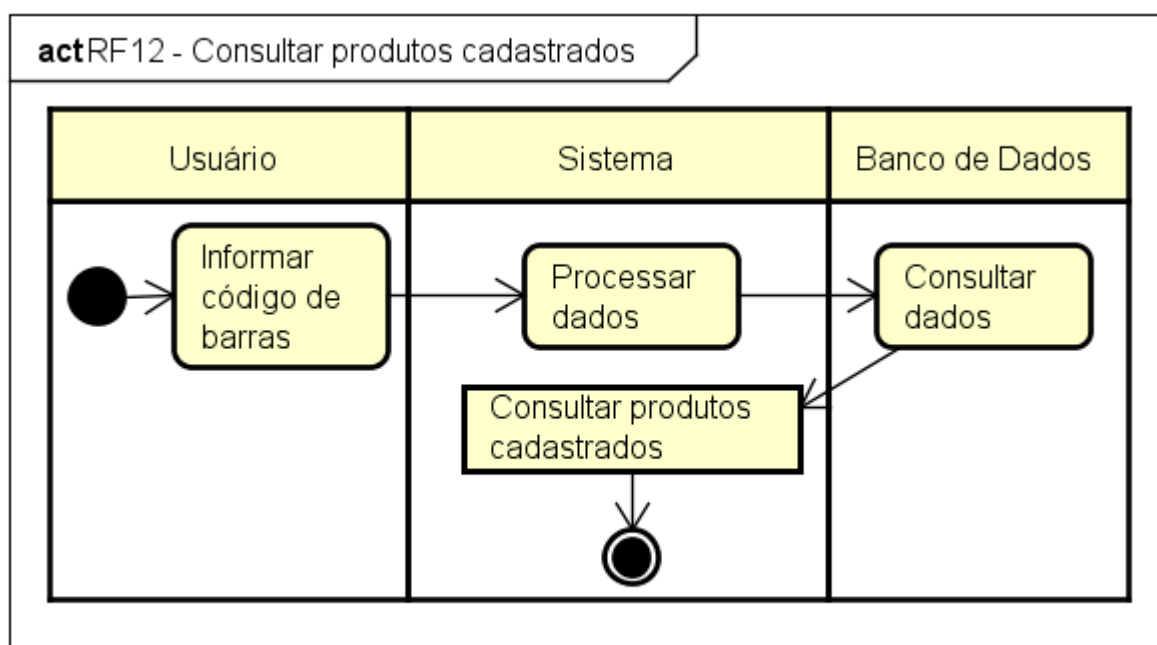 act RF12 - Consultar produtos cadastrados
Usuário
Sistema
Banco de Dados
Informar
código de
barras
Processar
dados
Consultar
dados
Consultar produtos
cadastrados